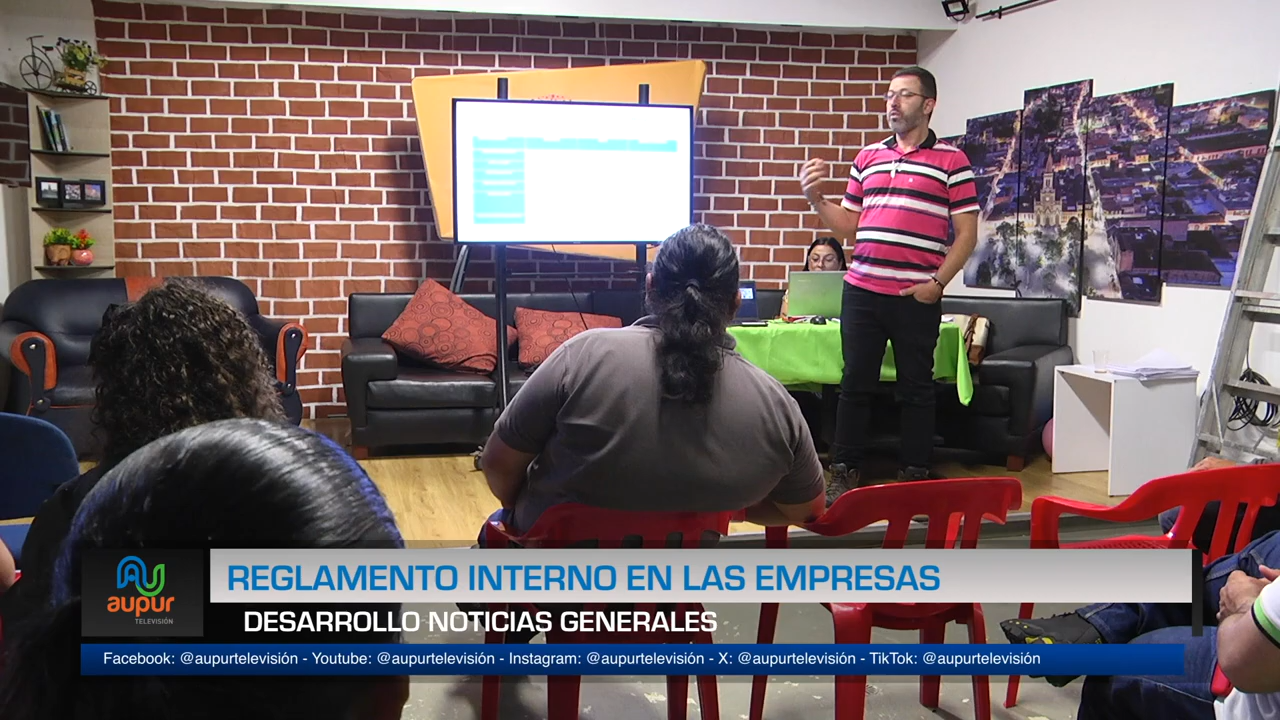 REGLAMENTO INTERNO EN LAS EMPRESAS
aupur
TELEVISIÓN
DESARROLLO NOTICIAS GENERALES
Facebook: @aupurtelevisión - Youtube: @aupurtelevisión - Instagram: @aupurtelevisión - X: @aupurtelevisión - TikTok: @aupurtelevisión